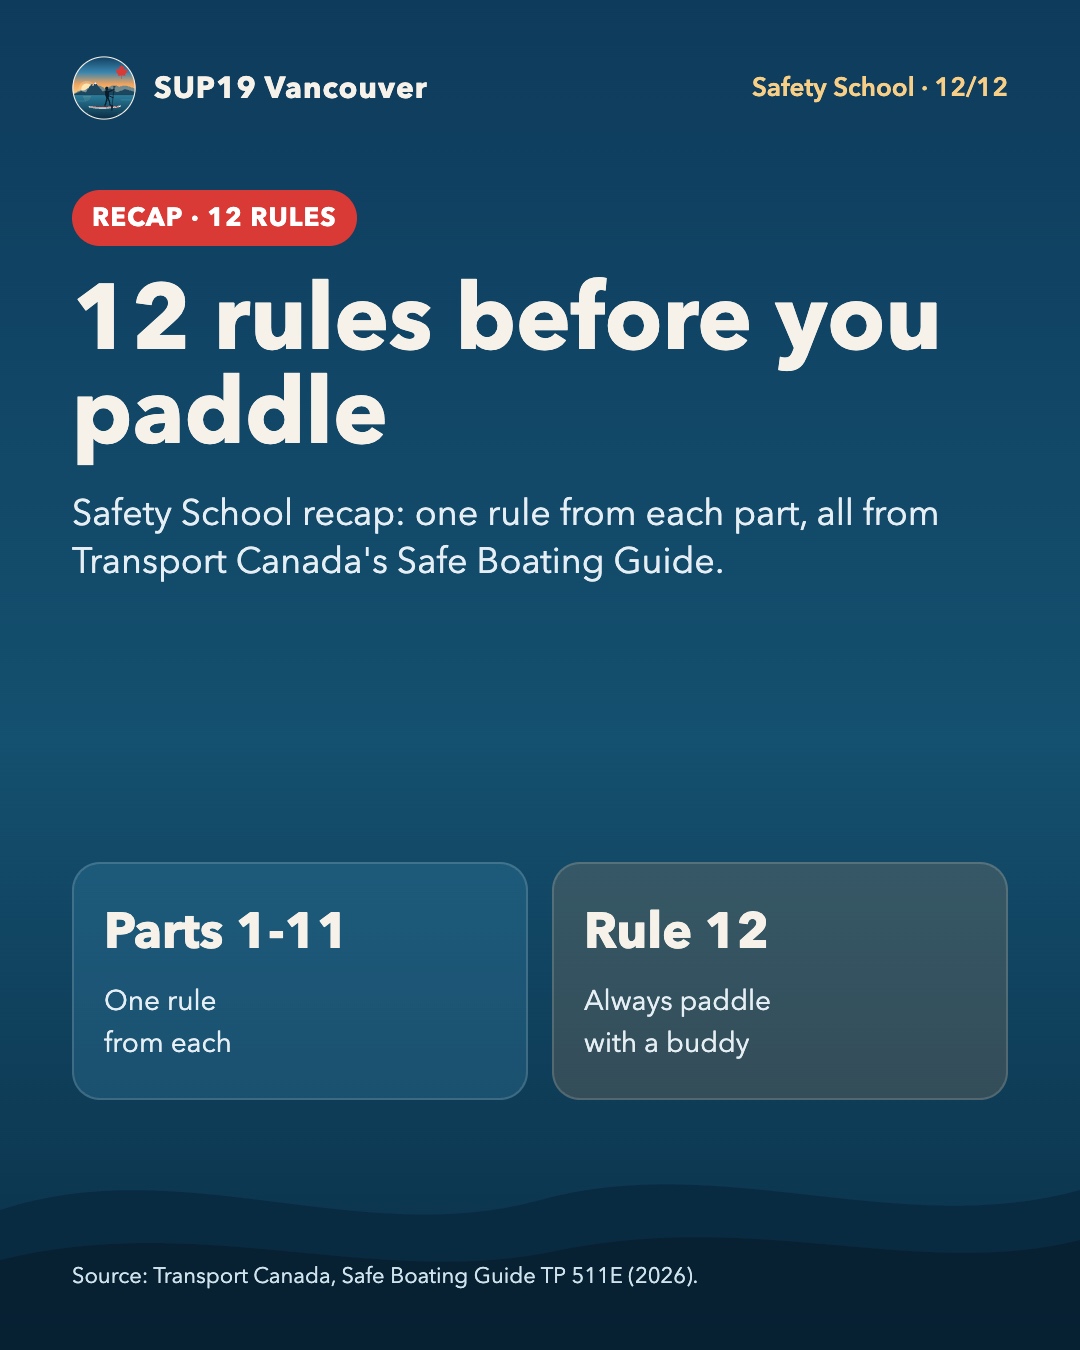 SUP19 Vancouver
Safety School · 12/12
RECAP · 12 RULES
12 rules before you
paddle
Safety School recap: one rule from each part, all from
Transport Canada's Safe Boating Guide.
Parts 1-11
One rule
from each
Rule 12
Always paddle
with a buddy
Source: Transport Canada, Safe Boating Guide TP 511E (2026).